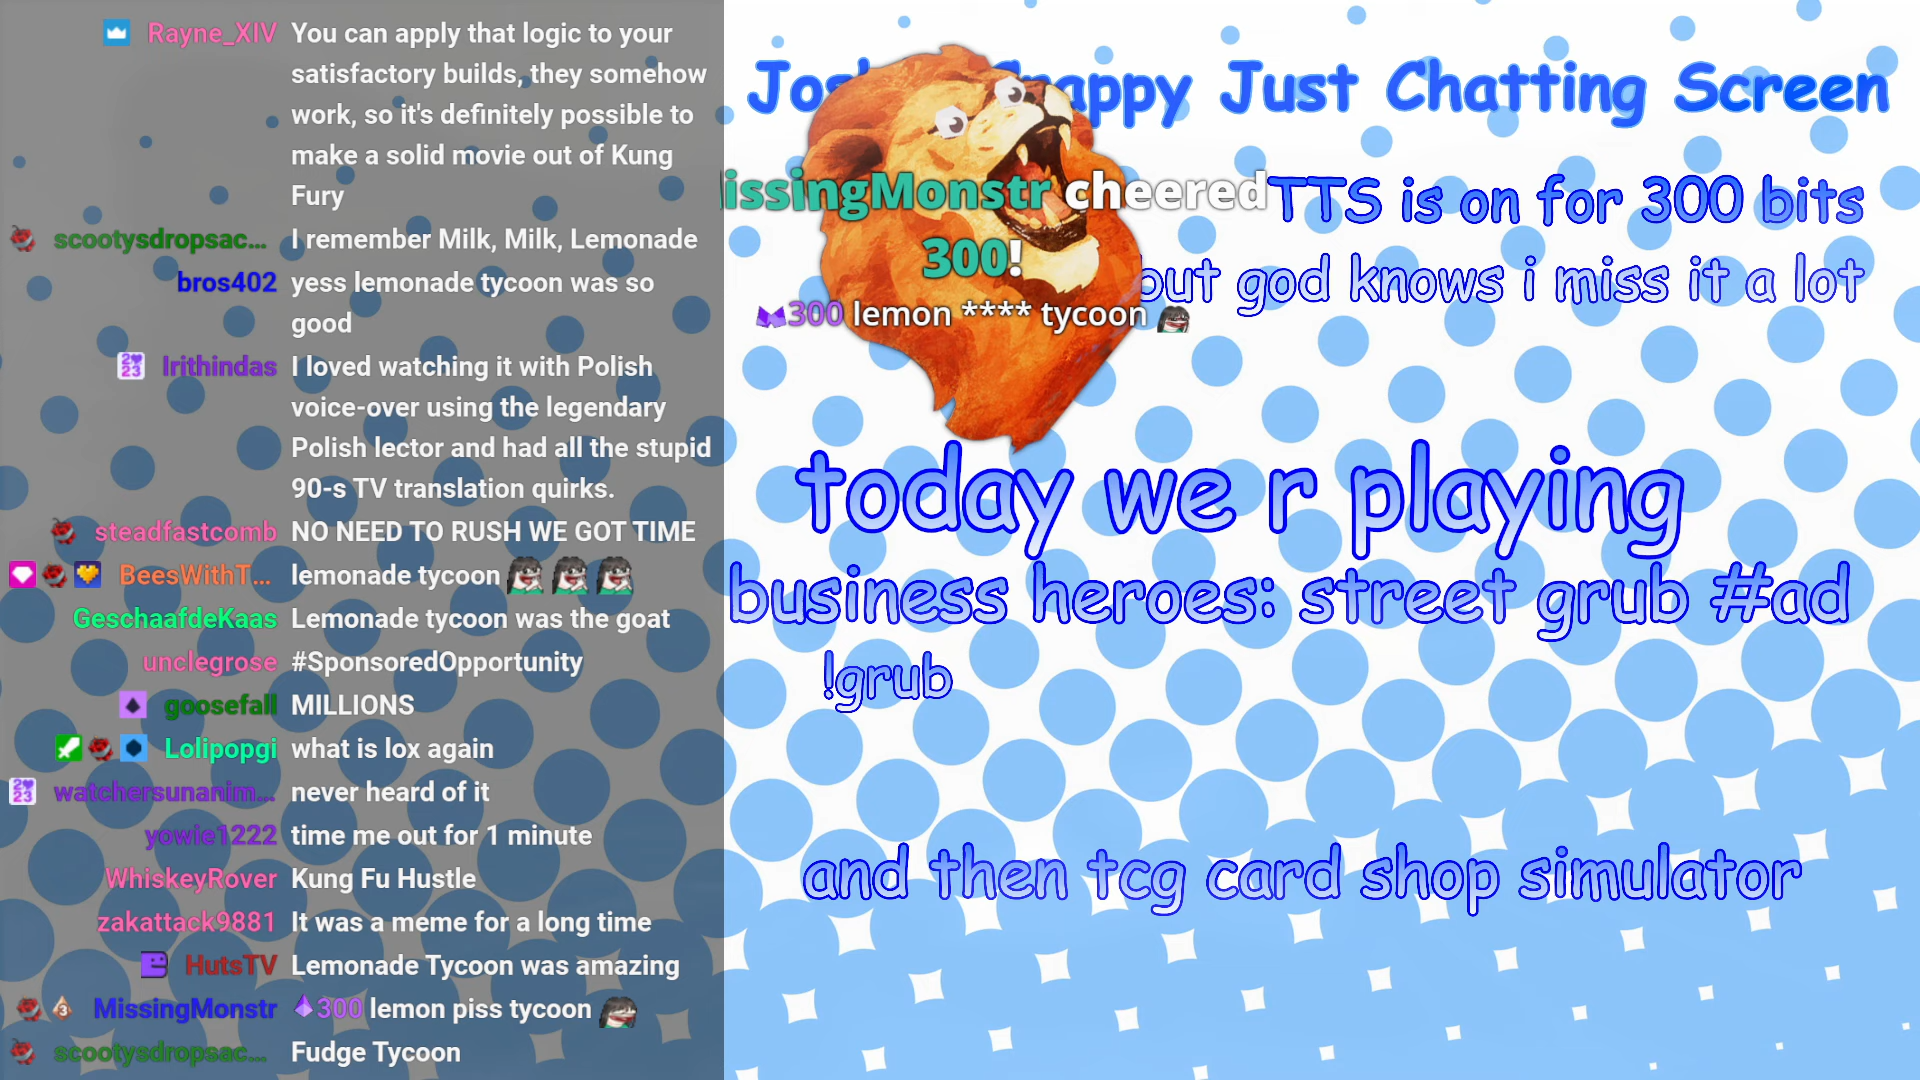 Rayne_XIV You can apply that logic to your
satisfactory builds, they somehow
work, so it's definitely possible to
make a solid movie out of Kung
Fury
scootysdropsac... I remember Milk, Milk, Lemonade
bros402 yess lemonade tycoon was so
good
Irithindas I loved watching it with Polish
voice-over using the legendary
Polish lector and had all the stupid
90-s TV translation quirks.
steadfastcomb NO NEED TO RUSH WE GOT TIME
BeesWithT... lemonade tycoon
GeschaafdeKaas Lemonade tycoon was the goat
unclegrose #SponsoredOpportunity
goosefall MILLIONS
Lolipopgi what is lox again
watchersunanim... never heard of it
yowie1222 time me out for 1 minute
WhiskeyRover Kung Fu Hustle
zakattack9881 It was a meme for a long time
HutsTV Lemonade Tycoon was amazing
3 MissingMonstr 300 lemon piss tycoon
scootysdropsac... Fudge Tycoon
Just Chatting Screen
issingMonstr cheered
300!
300 lemon **** tycoon
TTS is on for 300 bits
but god knows i miss it a lot
today we r playing
business heroes: street grub #ad
!grub
and then tcg card shop simulator